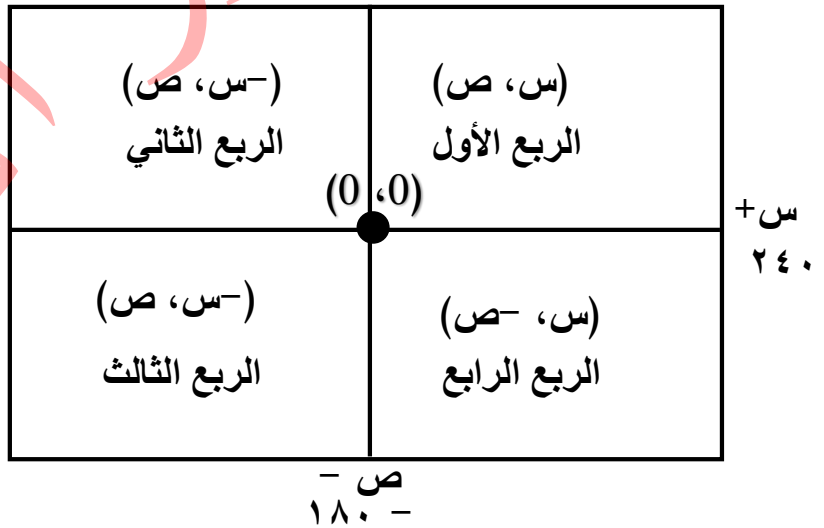 (س، ص)
الربع الأول
(–س، ص)
الربع الثاني
(0، 0)
س+
٢٤٠
(–س، ص)
الربع الثالث
(س، –ص)
الربع الرابع
ص –
– ١٨٠